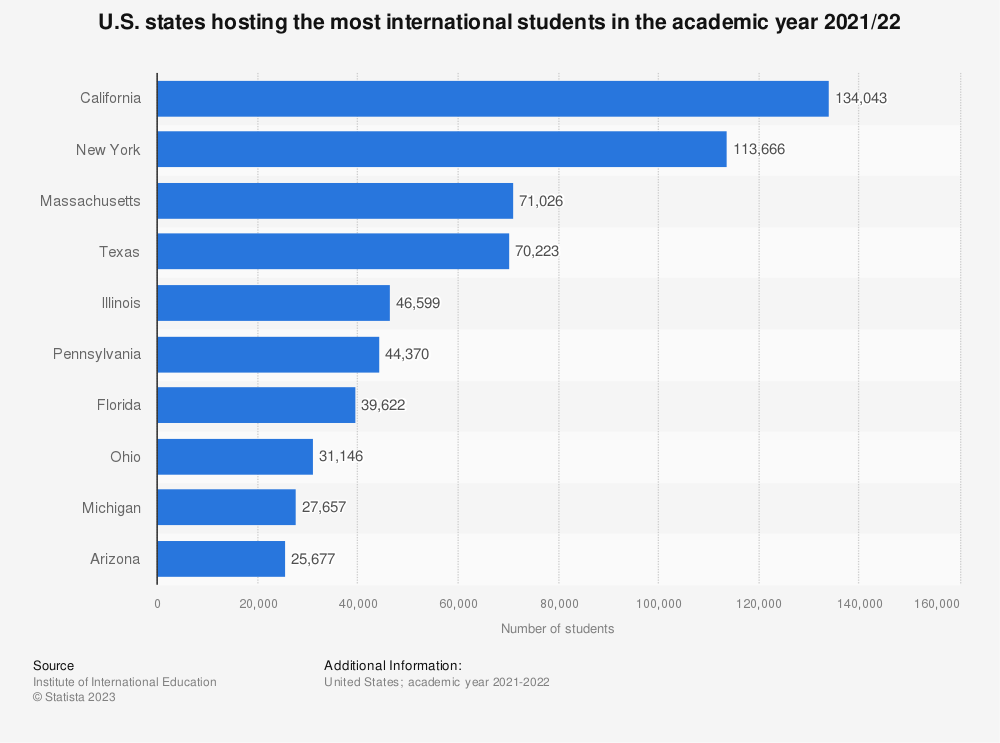 U.S. states hosting the most international students in the academic year 2021/22
California 134,043
New York 113,666
Massachusetts 71,026
Texas 70,223
Illinois 46,599
Pennsylvania 44,370
Florida 39,622
Ohio 31,146
Michigan 27,657
Arizona 25,677
0 20,000 40,000 60,000 80,000 100,000 120,000 140,000 160,000
Number of students
Source
Institute of International Education
© Statista 2023
Additional Information:
United States; academic year 2021-2022